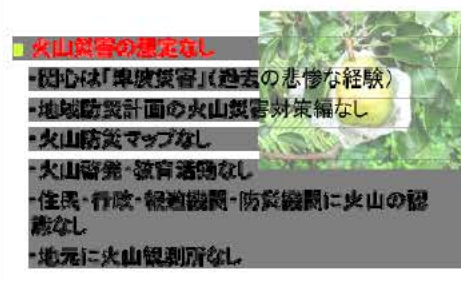 火山災害の想定なし
・関心は「津波災害」（過去の悲惨な経験）
・地域防災計画の火山災害対策編なし
・火山防災マップなし
・火山啓発・教育活動なし
・住民・行政・報道機関・防災機関に火山の認
識なし
・地元に火山観測所なし